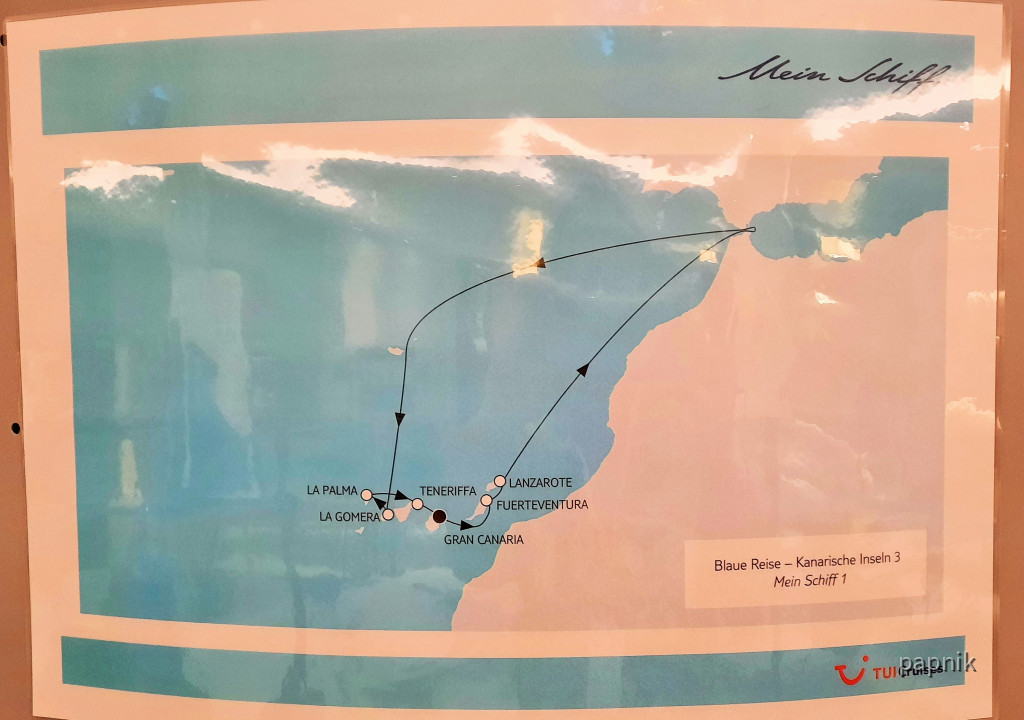 Mein Schiff
LA PALMA
TENERIFFA
LANZAROTE
FUERTEVENTURA
LA GOMERA
GRAN CANARIA
Blaue Reise – Kanarische Inseln 3
Mein Schiff 1
TUI Cruises
papnik